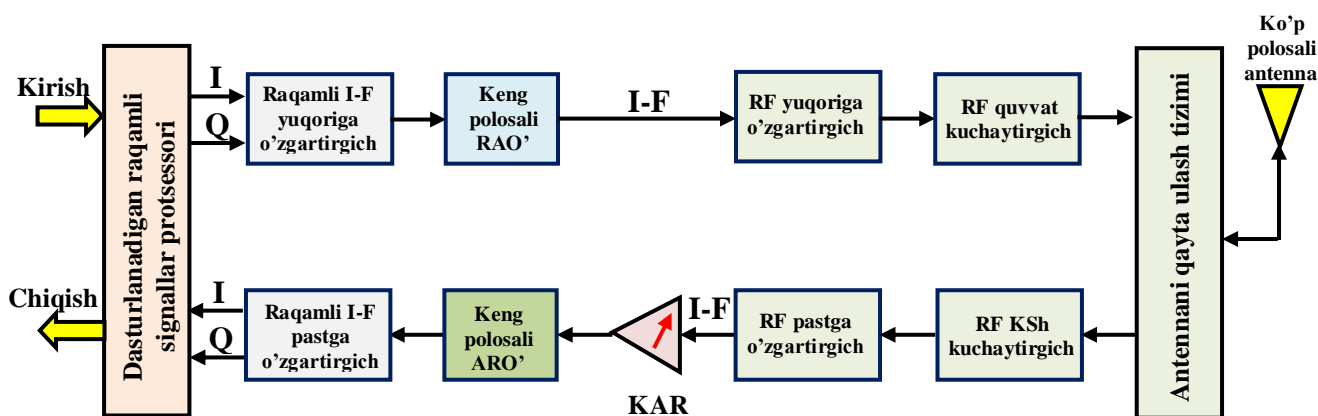 Kirish
Dasturlanadigan raqamli
signallar protsessori
I
Q
Raqamli I-F
yuqoriga
o’zgartirgich
Keng
polosali
RAO’
I-F
RF yuqoriga
o’zgartirgich
RF quvvat
kuchaytirgich
Antennani qayta ulash tizimi
Ko’p
polosali
antenna
Chiqish
I
Q
Raqamli I-F
pastga
o’zgartirgich
Keng
polosali
ARO’
KAR
I-F
RF pastga
o’zgartirgich
RF KSh
kuchaytirgich